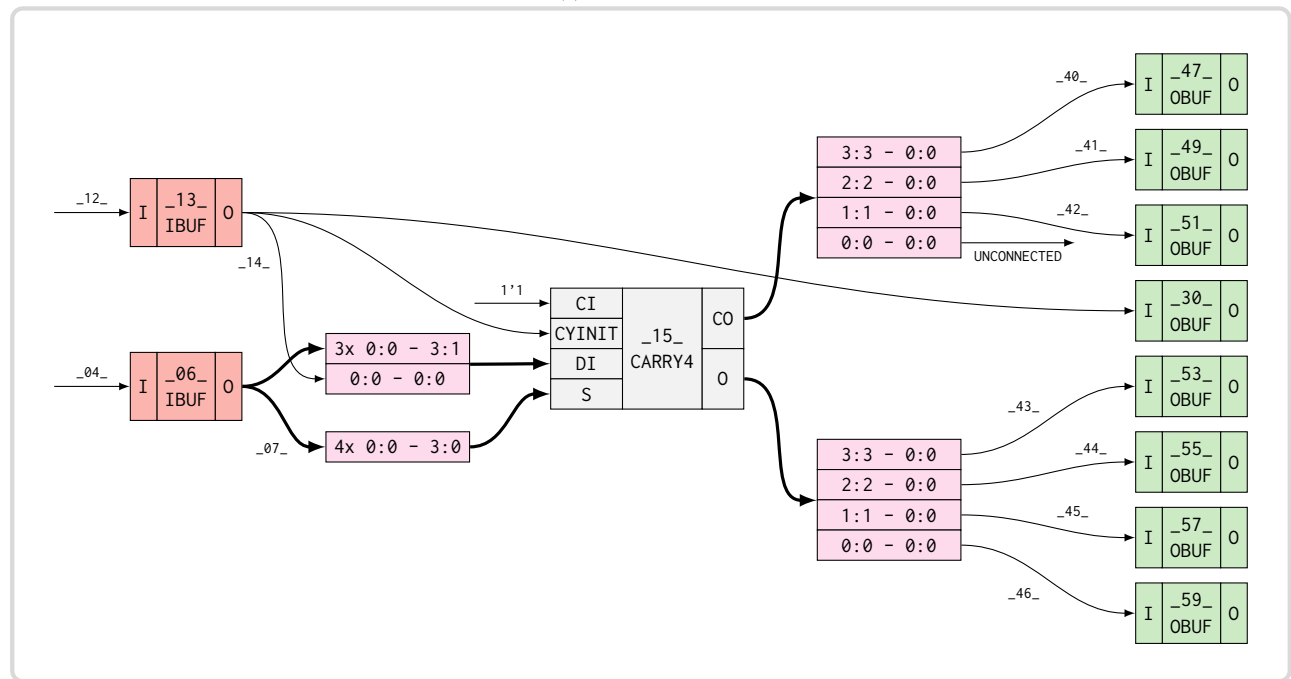 _12_
I
_13_
IBUF
O
_14_
_04_
I
_06_
IBUF
O
_07_
3x 0:0 - 3:1
0:0 - 0:0
4x 0:0 - 3:0
1'1
CI
CYINIT
DI
S
_15_
CARRY4
CO
O
3:3 - 0:0
2:2 - 0:0
1:1 - 0:0
0:0 - 0:0
UNCONNECTED
3:3 - 0:0
2:2 - 0:0
1:1 - 0:0
0:0 - 0:0
_40_
I
_47_
OBUF
O
_41_
I
_49_
OBUF
O
_42_
I
_51_
OBUF
O
I
_30_
OBUF
O
_43_
I
_53_
OBUF
O
_44_
I
_55_
OBUF
O
_45_
I
_57_
OBUF
O
_46_
I
_59_
OBUF
O